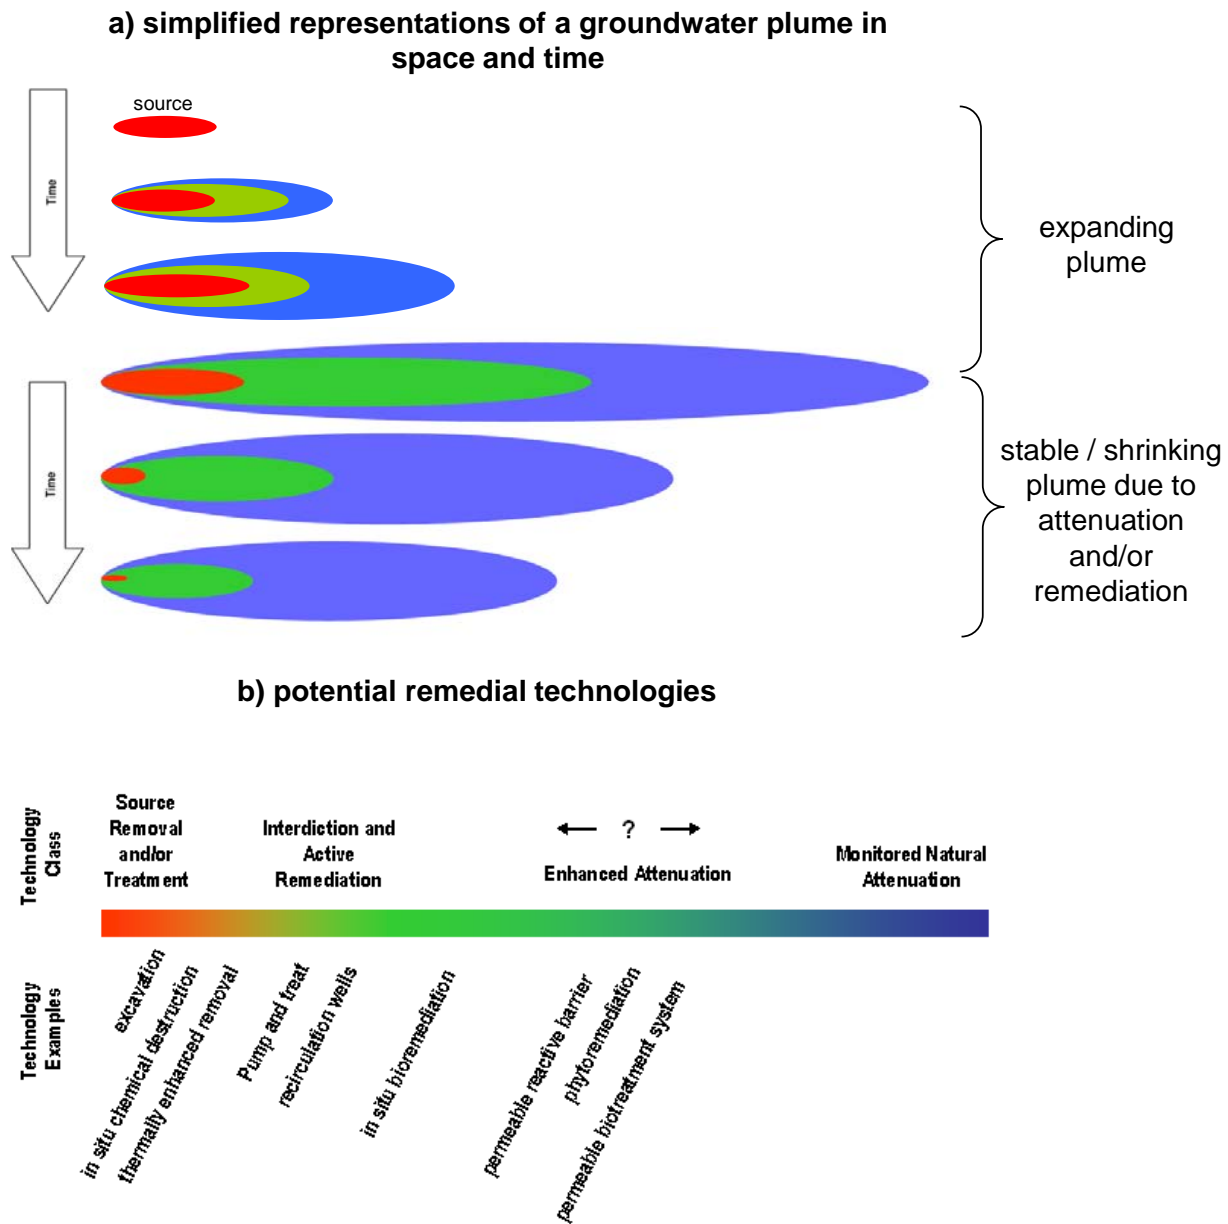 a) simplified representations of a groundwater plume in
space and time
source
Time
expanding
plume
Time
stable / shrinking
plume due to
attenuation
and/or
remediation
b) potential remedial technologies
Technology
Class
Source
Removal
and/or
Treatment
Interdiction and
Active
Remediation
?
Enhanced Attenuation
Monitored Natural
Attenuation
Technology
Examples
excavation
in situ chemical destruction
thermally enhanced removal
Pump and treat
recirculation wells
in situ bioremediation
permeable reactive barrier
phytoremediation
permeable biotreatment system